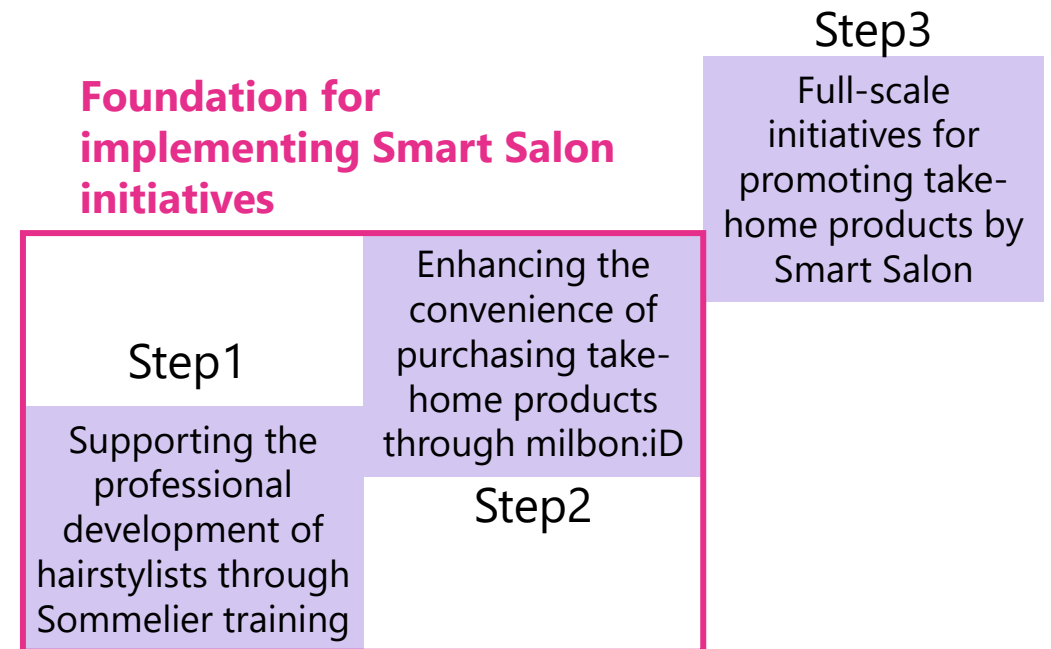 Foundation for
implementing Smart Salon
initiatives
Step1
Supporting the
professional
development of
hairstylists through
Sommelier training
Enhancing the
convenience of
purchasing take-
home products
through milbon:iD
Step2
Step3
Full-scale
initiatives for
promoting take-
home products by
Smart Salon